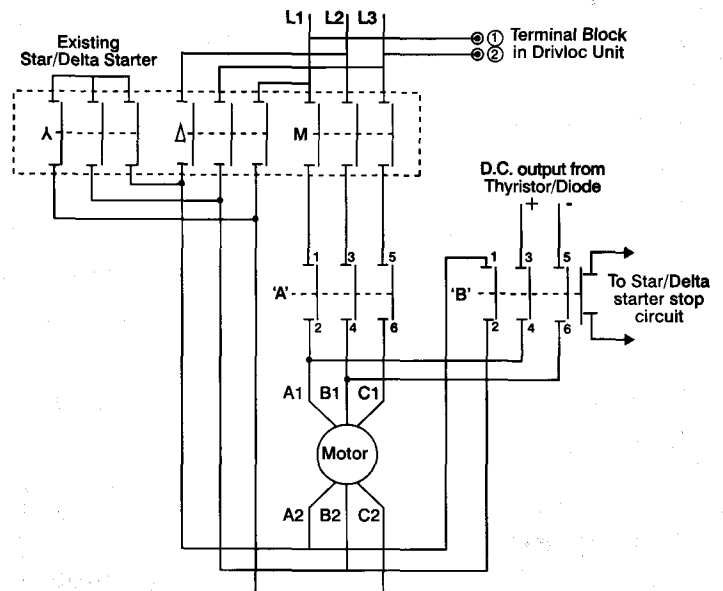 L1 L2 L3
① Terminal Block
② in Drivloc Unit
Existing
Star/Delta Starter
⅄ Δ M
D.C. output from
Thyristor/Diode
+ -
1 3 5
'A'
2 4 6
1 3 5
'B'
2 4 6
To Star/Delta
starter stop
circuit
A1 B1 C1
Motor
A2 B2 C2